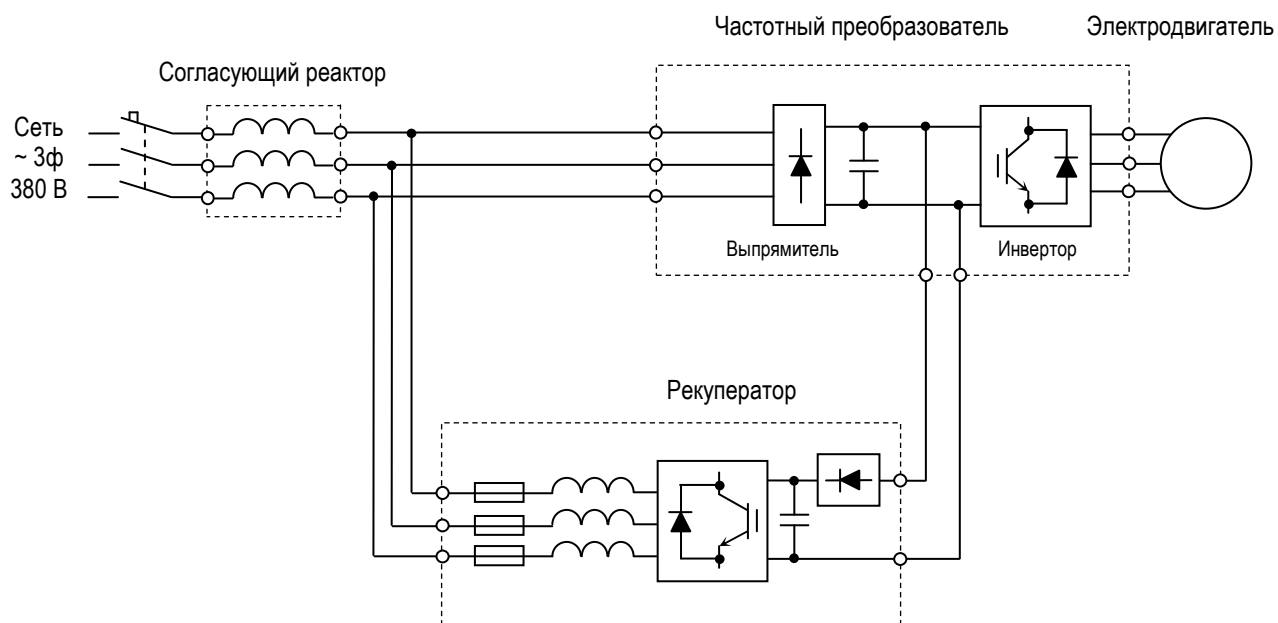 Частотный преобразователь
Электродвигатель
Согласующий реактор
Сеть
~ 3ф
380 В
Выпрямитель
Инвертор
Рекуператор